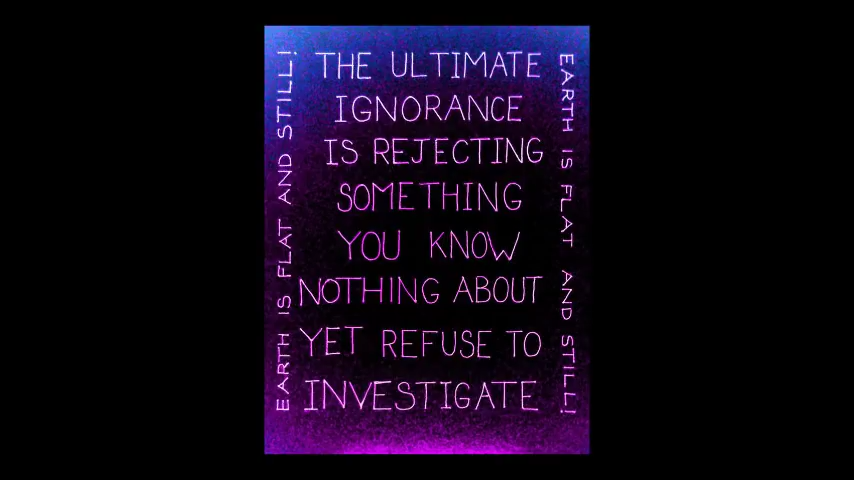 EARTH IS FLAT AND STILL!
THE ULTIMATE
IGNORANCE
IS REJECTING
SOMETHING
YOU KNOW
NOTHING ABOUT
YET REFUSE TO
INVESTIGATE
EARTH IS FLAT AND STILL!